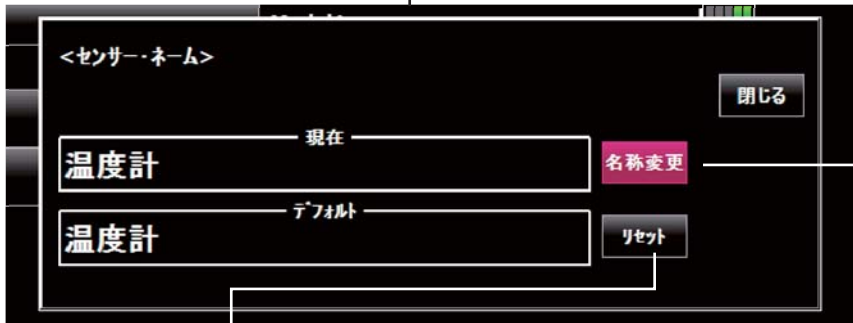 <センサー・ネーム>
閉じる
現在
温度計
名称変更
デフォルト
温度計
リセット